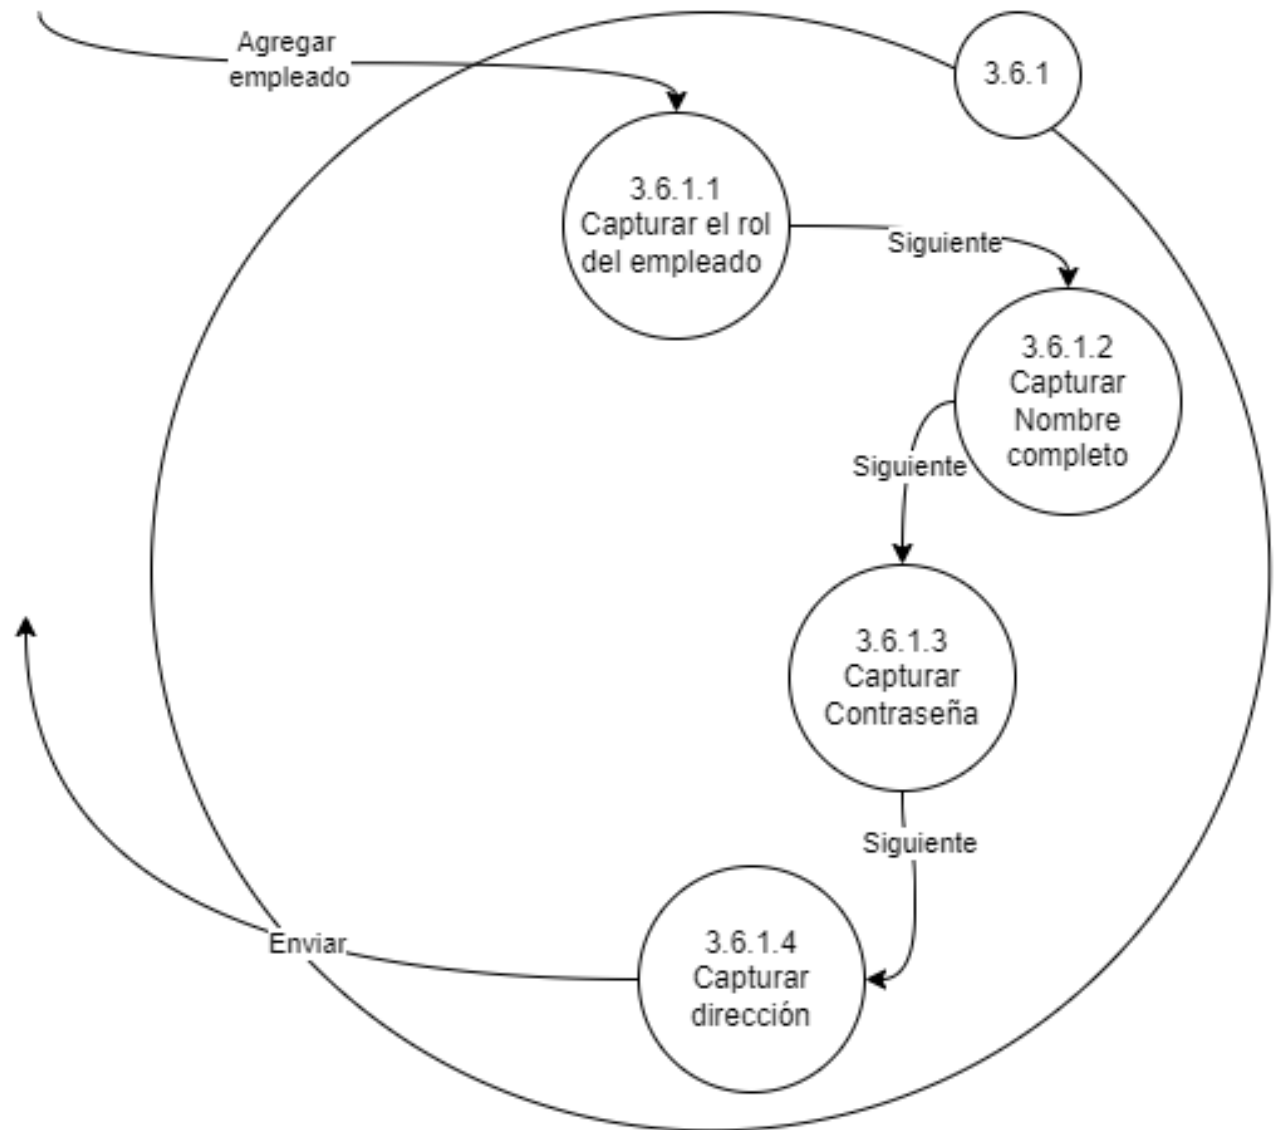 Agregar
empleado
3.6.1
3.6.1.1
Capturar el rol
del empleado
Siguiente
3.6.1.2
Capturar
Nombre
completo
Siguiente
3.6.1.3
Capturar
Contraseña
Siguiente
3.6.1.4
Capturar
dirección
Enviar